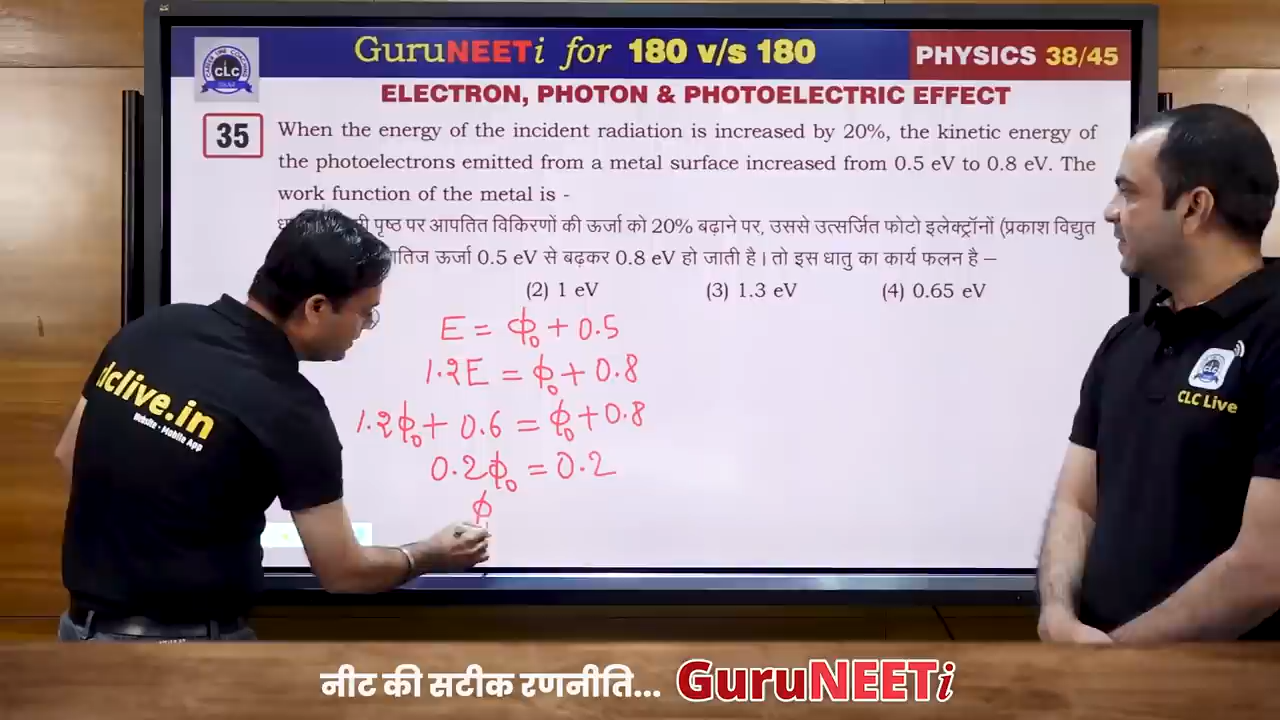 GuruNEETi for 180 v/s 180
PHYSICS 38/45
CLC
ELECTRON, PHOTON & PHOTOELECTRIC EFFECT
35
When the energy of the incident radiation is increased by 20%, the kinetic energy of
the photoelectrons emitted from a metal surface increased from 0.5 eV to 0.8 eV. The
work function of the metal is -
पृष्ठ पर आपतित विकिरणों की ऊर्जा को 20% बढ़ाने पर, उससे उत्सर्जित फोटो इलेक्ट्रॉनों (प्रकाश विद्युत
ऊर्जा 0.5 eV से बढ़कर 0.8 eV हो जाती है। तो इस धातु का कार्य फलन है –
(2) 1 eV (3) 1.3 eV (4) 0.65 eV
E = ϕ₀ + 0.5
1.2E = ϕ₀ + 0.8
1.2ϕ₀ + 0.6 = ϕ₀ + 0.8
0.2ϕ₀ = 0.2
ϕ
clclive.in
Website - Mobile App
CLC
CLC Live
नीट की सटीक रणनीति... GuruNEETi